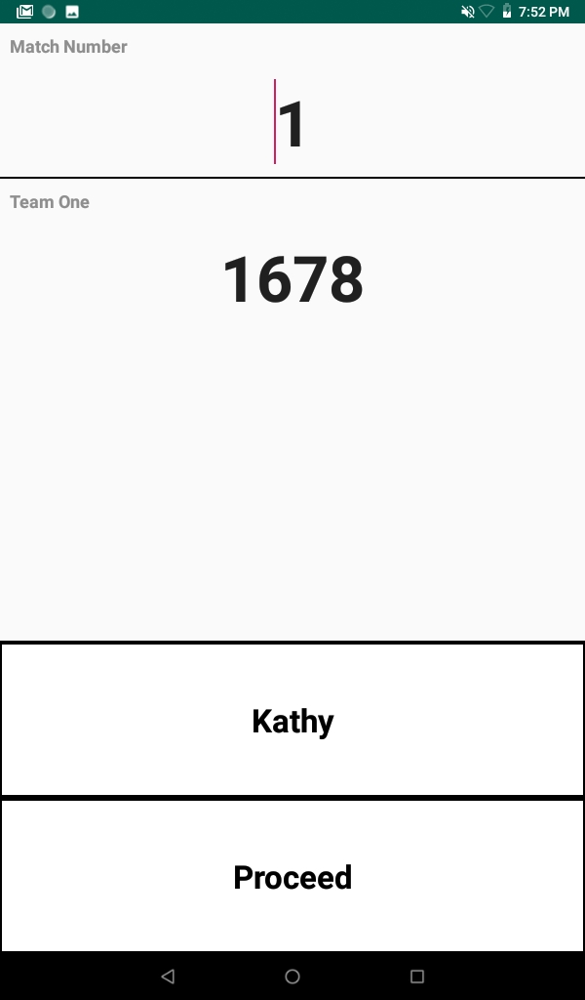 7:52 PM
Match Number
1
Team One
1678
Kathy
Proceed